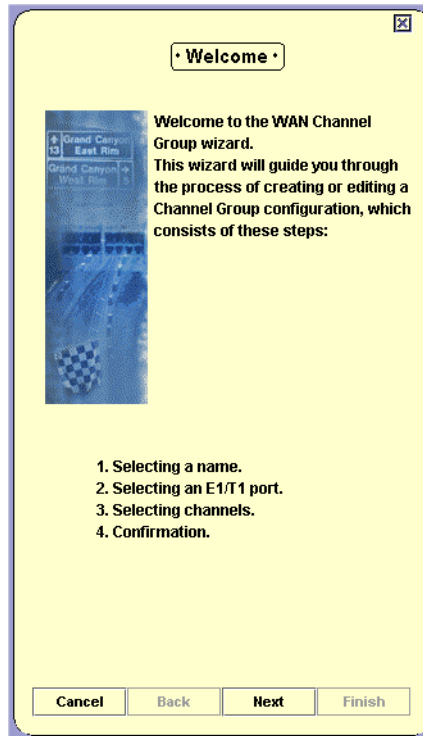 • Welcome •
↑ Grand Canyon
13 East Rim
Grand Canyon →
West Rim 5
Welcome to the WAN Channel
Group wizard.
This wizard will guide you through
the process of creating or editing a
Channel Group configuration, which
consists of these steps:
1. Selecting a name.
2. Selecting an E1/T1 port.
3. Selecting channels.
4. Confirmation.
Cancel
Back
Next
Finish